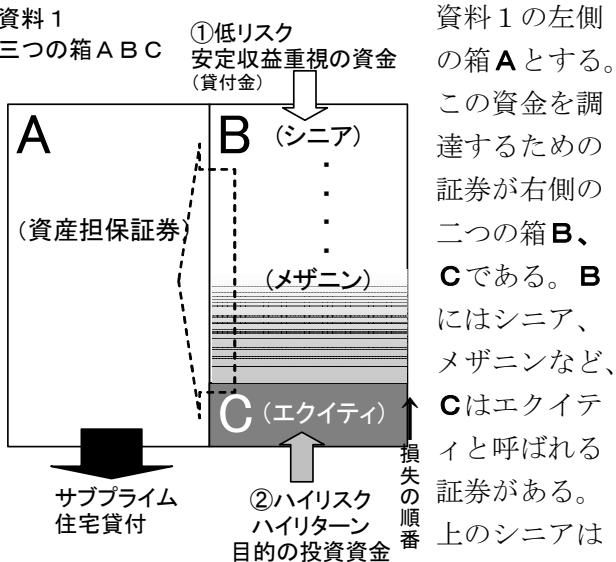 資料１
三つの箱ＡＢＣ
①低リスク
安定収益重視の資金
(貸付金)
A
(資産担保証券)
B
(シニア)
・
・
・
・
(メザニン)
C (エクイティ)
損失の順番
サブプライム
住宅貸付
②ハイリスク
ハイリターン
目的の投資資金
資料１の左側
の箱Ａとする。
この資金を調
達するための
証券が右側の
二つの箱Ｂ、
Ｃである。Ｂ
にはシニア、
メザニンなど、
Ｃはエクイテ
ィと呼ばれる
証券がある。
上のシニアは